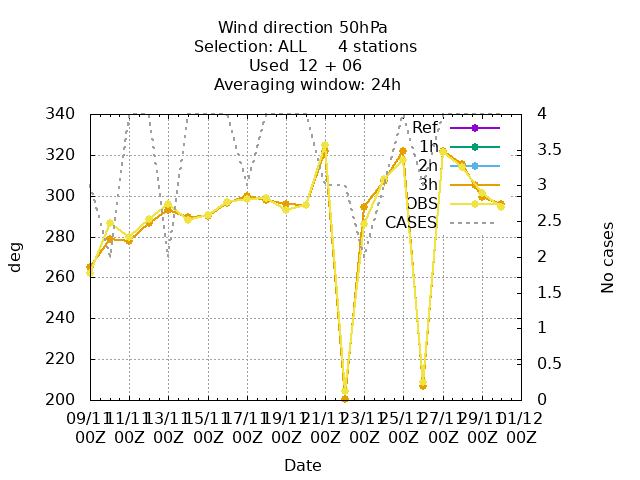 Wind direction 50hPa
Selection: ALL 4 stations
Used 12 + 06
Averaging window: 24h
340
320
300
280
260
240
220
200
deg
4
3.5
3
2.5
2
1.5
1
0.5
0
No cases
Ref
1h
2h
3h
OBS
CASES
09/11 11/11 13/11 15/11 17/11 19/11 21/11 23/11 25/11 27/11 29/11 01/12
00Z 00Z 00Z 00Z 00Z 00Z 00Z 00Z 00Z 00Z 00Z 00Z
Date